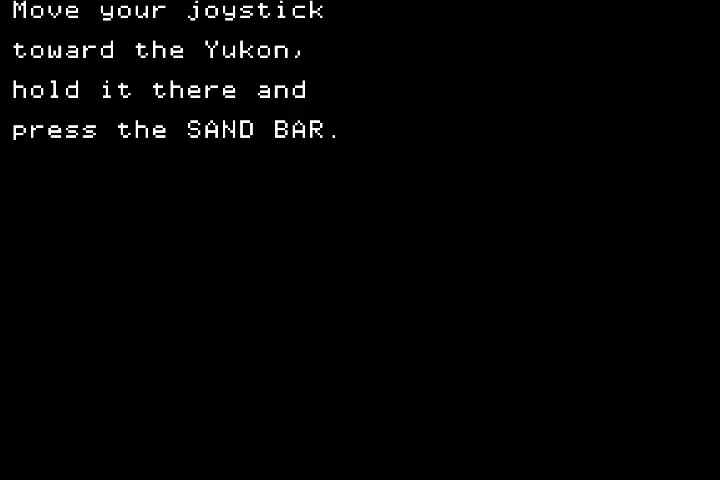 Move your joystick
toward the Yukon,
hold it there and
press the SAND BAR.